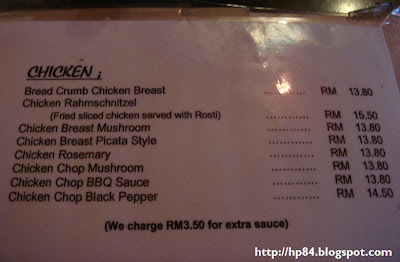 CHICKEN ;
Bread Crumb Chicken Breast ............. RM 13.80
Chicken Rahmschnitzel
(Fried sliced chicken served with Rosti) ............. RM 15.50
Chicken Breast Mushroom ............. RM 13.80
Chicken Breast Picata Style ............. RM 13.80
Chicken Rosemary ............. RM 13.80
Chicken Chop Mushroom ............. RM 13.80
Chicken Chop BBQ Sauce ............. RM 13.80
Chicken Chop Black Pepper ............. RM 14.50
(We charge RM3.50 for extra sauce)
http://hp84.blogspot.com